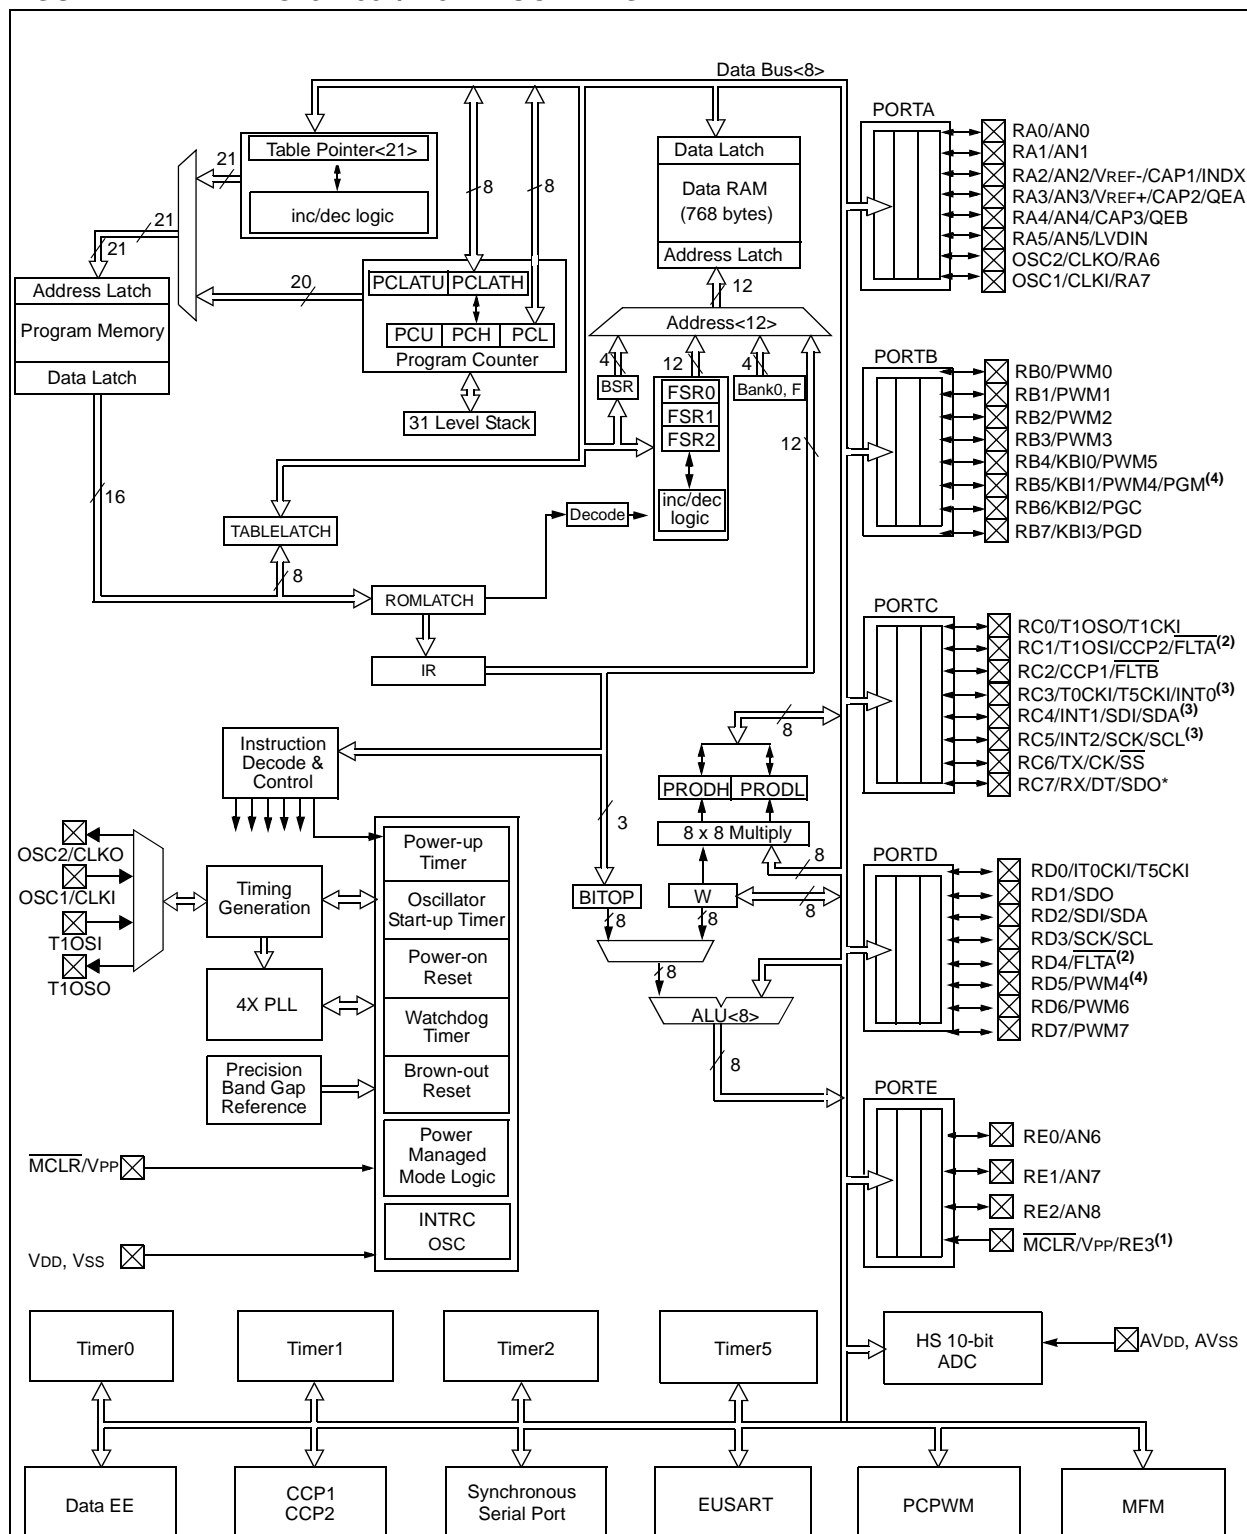 Data Bus<8>
PORTA
RA0/AN0
RA1/AN1
RA2/AN2/VREF-/CAP1/INDX
RA3/AN3/VREF+/CAP2/QEA
RA4/AN4/CAP3/QEB
RA5/AN5/LVDIN
OSC2/CLKO/RA6
OSC1/CLKI/RA7
Table Pointer<21>
inc/dec logic
21
8
8
Data Latch
Data RAM
(768 bytes)
Address Latch
21
21
Address Latch
Program Memory
Data Latch
20
PCLATU PCLATH
PCU PCH PCL
Program Counter
31 Level Stack
12
Address<12>
4
12
4
BSR
FSR0
FSR1
FSR2
Bank0, F
inc/dec
logic
12
PORTB
RB0/PWM0
RB1/PWM1
RB2/PWM2
RB3/PWM3
RB4/KBI0/PWM5
RB5/KBI1/PWM4/PGM(4)
RB6/KBI2/PGC
RB7/KBI3/PGD
16
TABLELATCH
8
Decode
ROMLATCH
IR
PORTC
RC0/T1OSO/T1CKI
RC1/T1OSI/CCP2/FLTA(2)
RC2/CCP1/FLTB
RC3/T0CKI/T5CKI/INT0(3)
RC4/INT1/SDI/SDA(3)
RC5/INT2/SCK/SCL(3)
RC6/TX/CK/SS
RC7/RX/DT/SDO*
Instruction
Decode &
Control
8
PRODH PRODL
8 x 8 Multiply
3
8
BITOP
W
8
8
8
8
ALU<8>
8
OSC2/CLKO
OSC1/CLKI
T1OSI
T1OSO
Timing
Generation
4X PLL
Precision
Band Gap
Reference
Power-up
Timer
Oscillator
Start-up Timer
Power-on
Reset
Watchdog
Timer
Brown-out
Reset
Power
Managed
Mode Logic
INTRC
OSC
MCLR/VPP
VDD, VSS
PORTD
RD0/IT0CKI/T5CKI
RD1/SDO
RD2/SDI/SDA
RD3/SCK/SCL
RD4/FLTA(2)
RD5/PWM4(4)
RD6/PWM6
RD7/PWM7
PORTE
RE0/AN6
RE1/AN7
RE2/AN8
MCLR/VPP/RE3(1)
Timer0
Timer1
Timer2
Timer5
HS 10-bit
ADC
AVDD, AVSS
Data EE
CCP1
CCP2
Synchronous
Serial Port
EUSART
PCPWM
MFM